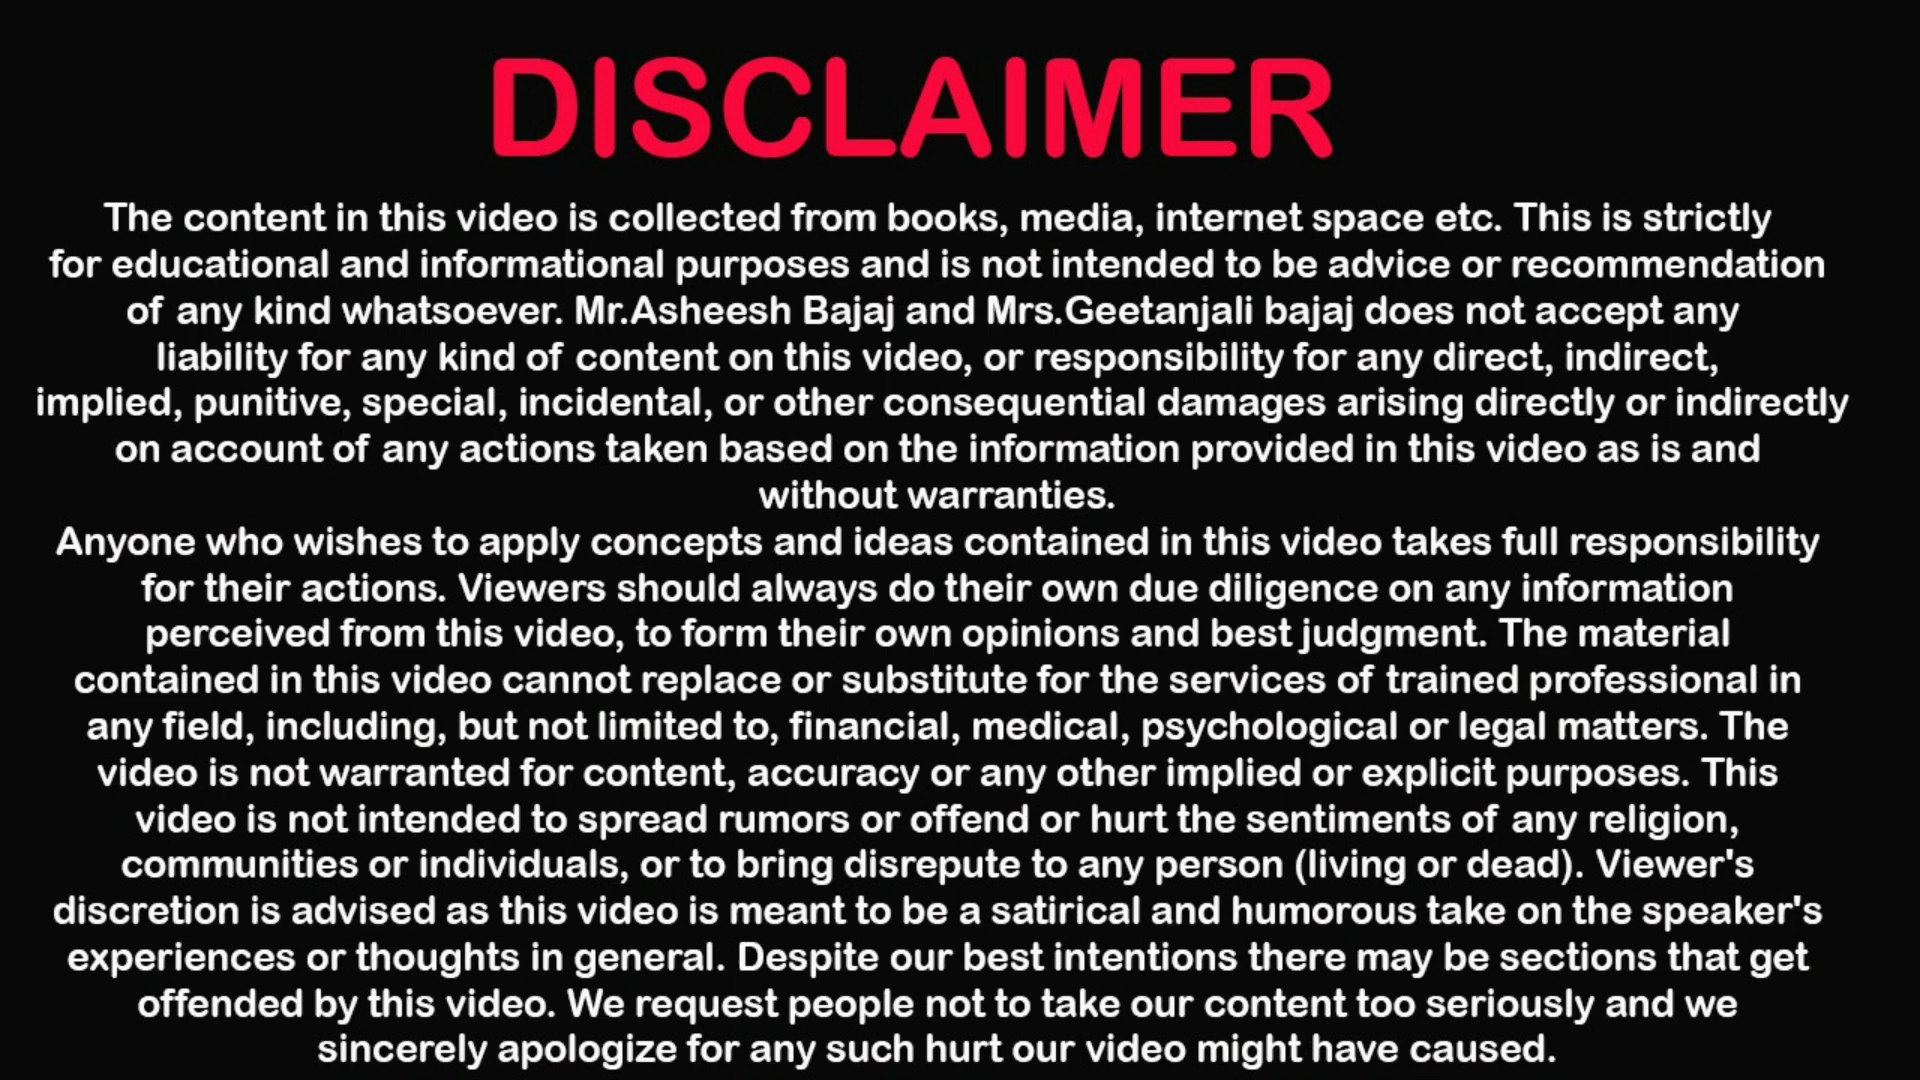 DISCLAIMER
The content in this video is collected from books, media, internet space etc. This is strictly
for educational and informational purposes and is not intended to be advice or recommendation
of any kind whatsoever. Mr.Asheesh Bajaj and Mrs.Geetanjali bajaj does not accept any
liability for any kind of content on this video, or responsibility for any direct, indirect,
implied, punitive, special, incidental, or other consequential damages arising directly or indirectly
on account of any actions taken based on the information provided in this video as is and
without warranties.
Anyone who wishes to apply concepts and ideas contained in this video takes full responsibility
for their actions. Viewers should always do their own due diligence on any information
perceived from this video, to form their own opinions and best judgment. The material
contained in this video cannot replace or substitute for the services of trained professional in
any field, including, but not limited to, financial, medical, psychological or legal matters. The
video is not warranted for content, accuracy or any other implied or explicit purposes. This
video is not intended to spread rumors or offend or hurt the sentiments of any religion,
communities or individuals, or to bring disrepute to any person (living or dead). Viewer's
discretion is advised as this video is meant to be a satirical and humorous take on the speaker's
experiences or thoughts in general. Despite our best intentions there may be sections that get
offended by this video. We request people not to take our content too seriously and we
sincerely apologize for any such hurt our video might have caused.